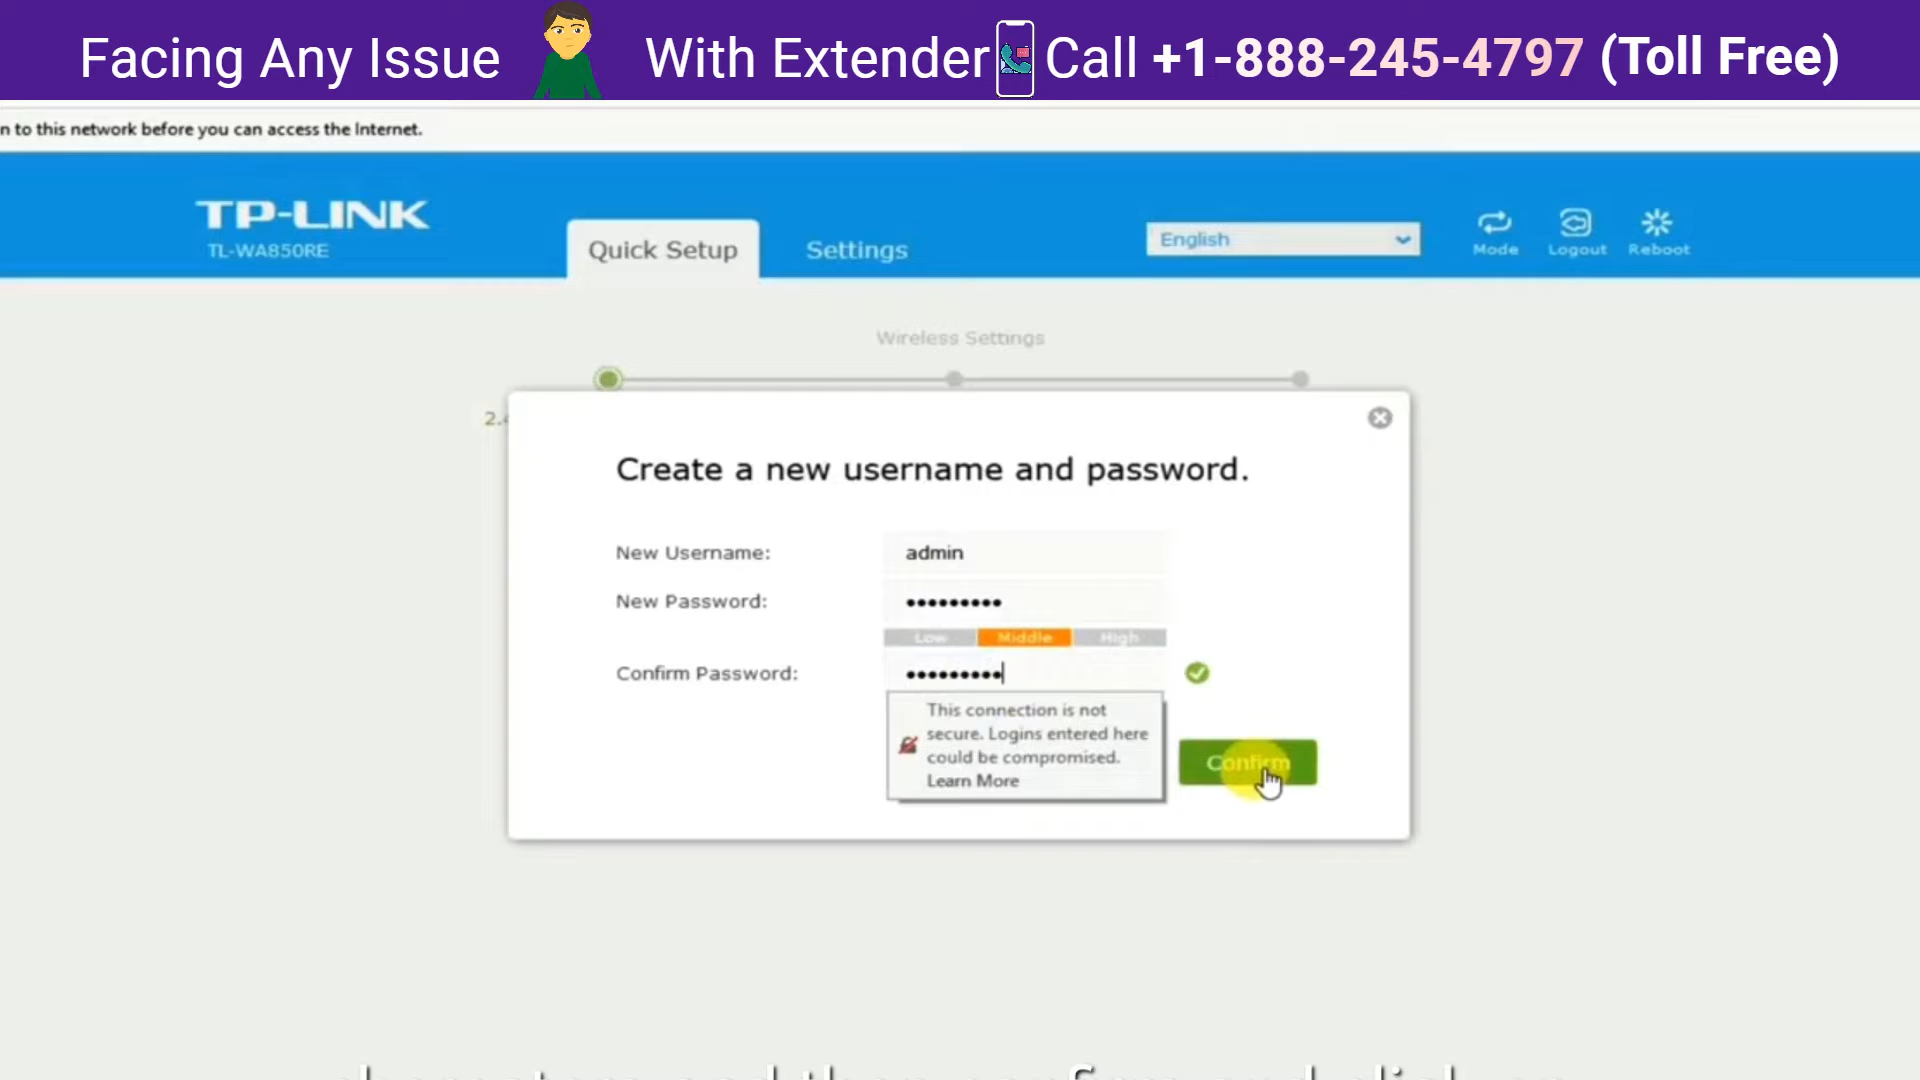 Facing Any Issue With Extender Call +1-888-245-4797 (Toll Free)
n to this network before you can access the Internet.
TP-LINK
TL-WA850RE
Quick Setup
Settings
English
Mode
Logout
Reboot
Wireless Settings
2.4
Create a new username and password.
New Username: admin
New Password: •••••••••
Low Middle High
Confirm Password: •••••••••
This connection is not
secure. Logins entered here
could be compromised.
Learn More
Confirm